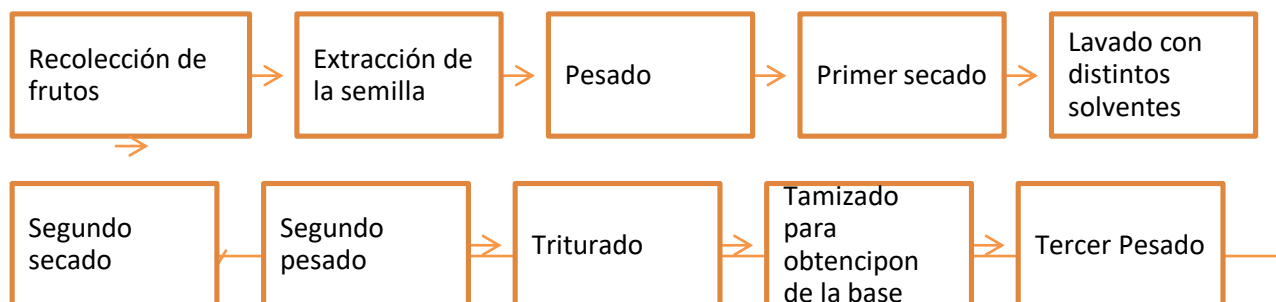 Recolección de
frutos
Extracción de
la semilla
Pesado
Primer secado
Lavado con
distintos
solventes
Segundo
secado
Segundo
pesado
Triturado
Tamizado
para
obtencipon
de la base
Tercer Pesado